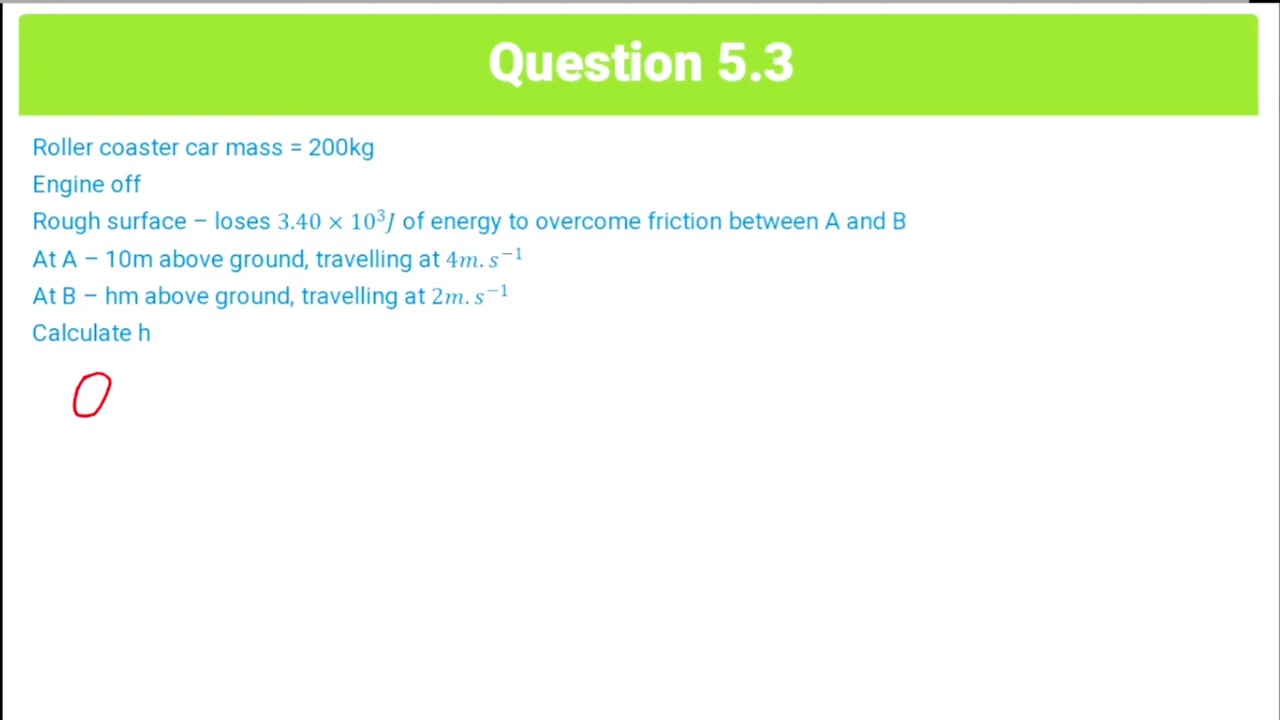 Question 5.3
Roller coaster car mass = 200kg
Engine off
Rough surface – loses 3.40 × 10³J of energy to overcome friction between A and B
At A – 10m above ground, travelling at 4m.s⁻¹
At B – hm above ground, travelling at 2m.s⁻¹
Calculate h
0